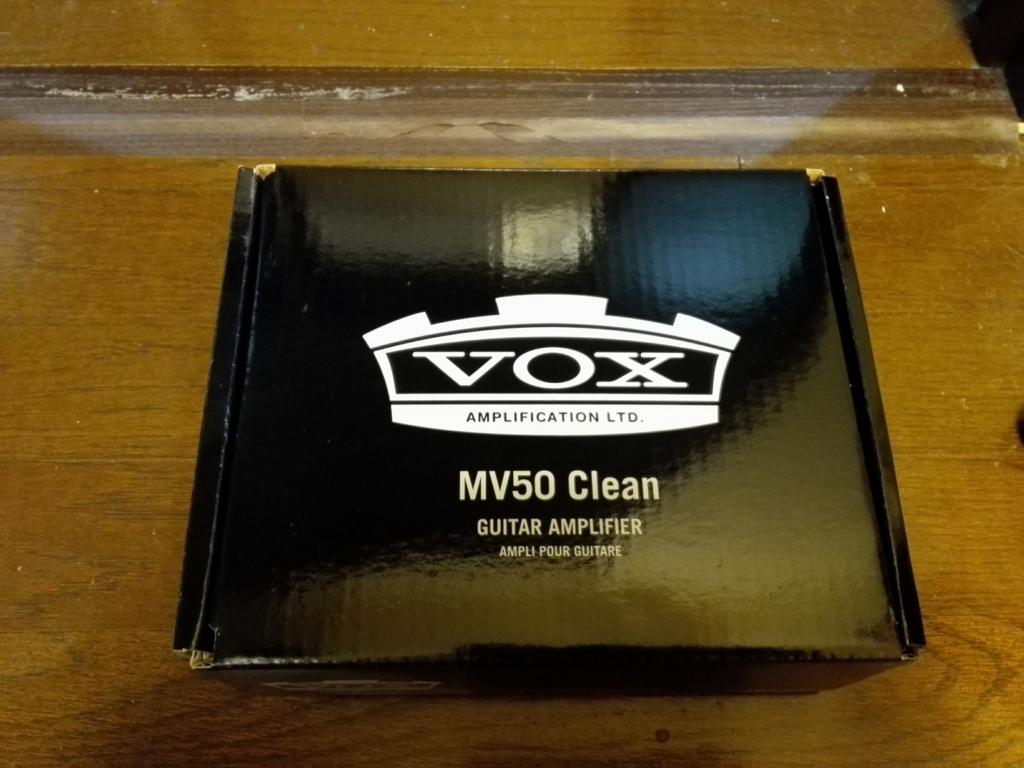 VOX
AMPLIFICATION LTD.
MV50 Clean
GUITAR AMPLIFIER
AMPLI POUR GUITARE